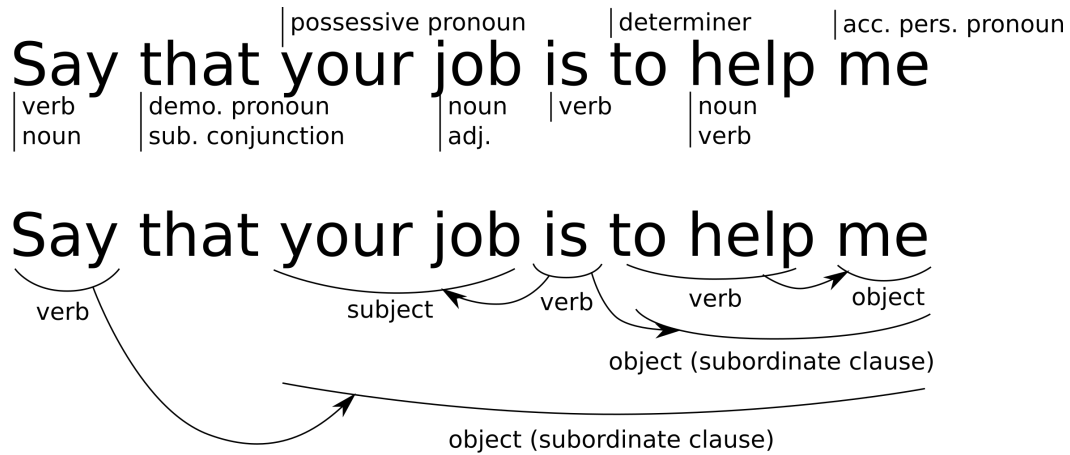 possessive pronoun determiner acc. pers. pronoun
Say that your job is to help me
verb demo. pronoun noun verb noun
noun sub. conjunction adj. verb
Say that your job is to help me
verb subject verb verb object
object (subordinate clause)
object (subordinate clause)